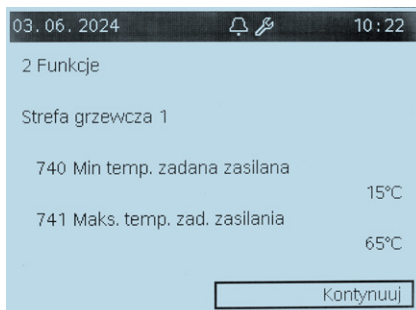 03.06.2024 10:22
2 Funkcje
Strefa grzewcza 1
740 Min temp. zadana zasilana
15°C
741 Maks. temp. zad. zasilania
65°C
Kontynuuj